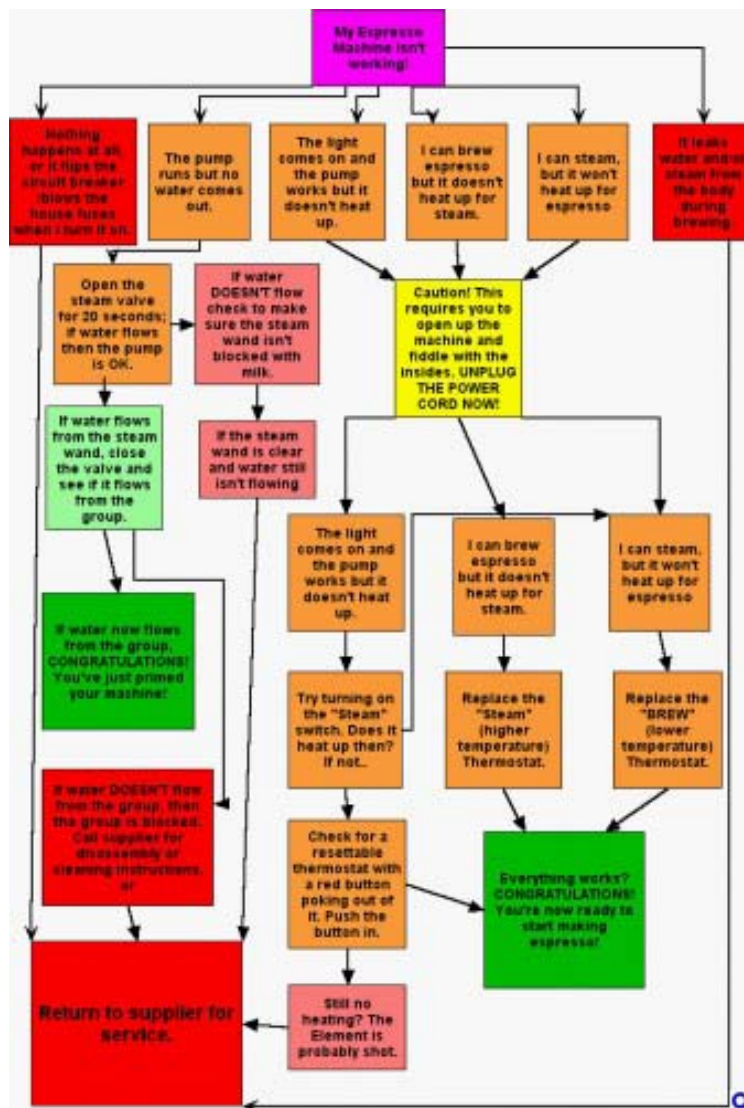 My Espresso
Machine isn't
working!
Nothing
happens at all,
or it flips the
circuit breaker
/blows the
house fuses
when I turn it on.
The pump
runs but no
water comes
out.
The light
comes on and
the pump
works but it
doesn't heat
up.
I can brew
espresso
but it doesn't
heat up for
steam.
I can steam,
but it won't
heat up for
espresso
It leaks
water and/or
steam from
the body
during
brewing.
Open the
steam valve
for 20 seconds;
if water flows
then the pump
is OK.
If water
DOESN'T flow
check to make
sure the steam
wand isn't
blocked with
milk.
Caution! This
requires you to
open up the
machine and
fiddle with the
insides. UNPLUG
THE POWER
CORD NOW!
If water flows
from the steam
wand, close
the valve and
see if it flows
from the
group.
If the steam
wand is clear
and water still
isn't flowing
The light
comes on and
the pump
works but it
doesn't heat
up.
I can brew
espresso
but it doesn't
heat up for
steam.
I can steam,
but it won't
heat up for
espresso
If water now flows
from the group,
CONGRATULATIONS!
You've just primed
your machine!
Try turning on
the "Steam"
switch. Does it
heat up then?
If not..
Replace the
"Steam"
(higher
temperature)
Thermostat.
Replace the
"BREW"
(lower
temperature)
Thermostat.
If water DOESN'T flow
from the group, then
the group is blocked.
Call supplier for
disassembly or
cleaning instructions.
or
Check for a
resettable
thermostat with
a red button
poking out of
it. Push the
button in.
Everything works?
CONGRATULATIONS!
You're now ready to
start making
espresso!
Return to supplier for
service.
Still no
heating? The
Element is
probably shot.